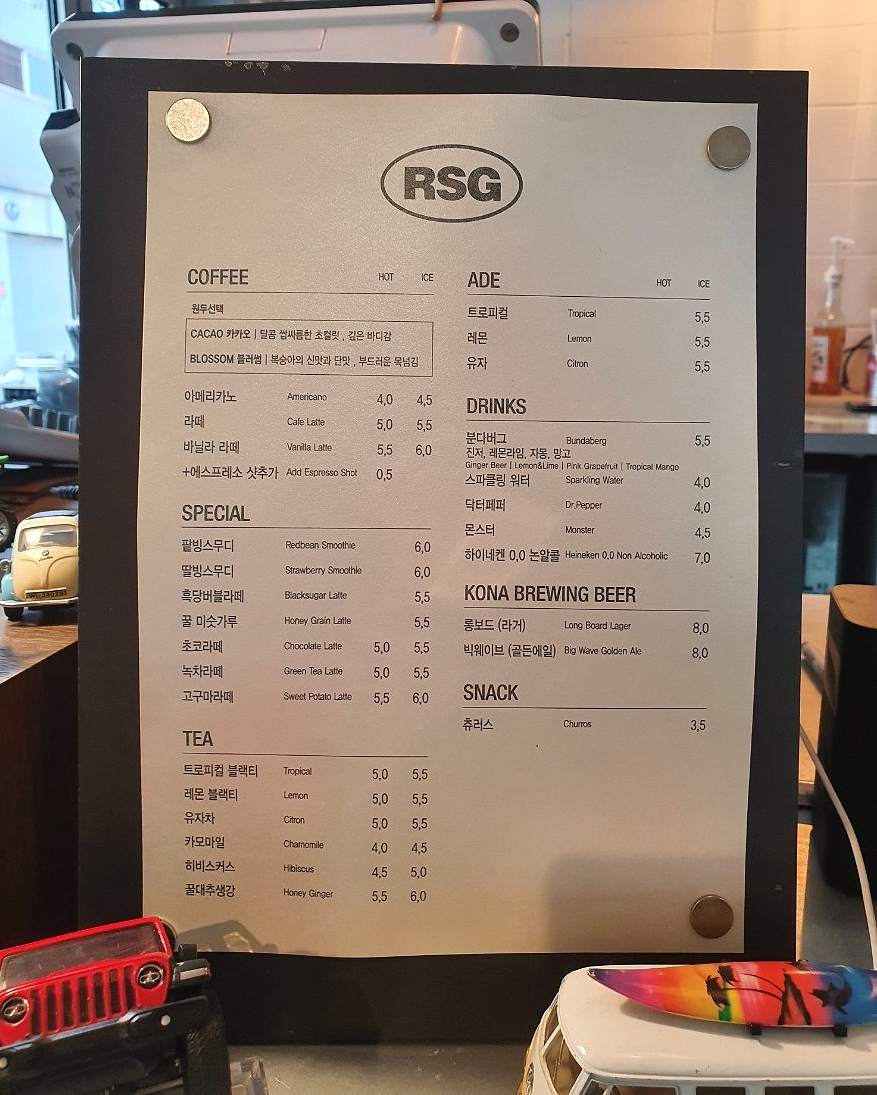 RSG
COFFEE HOT ICE
원두선택
CACAO 카카오 | 달콤 쌉싸름한 초컬릿 , 깊은 바디감
BLOSSOM 블러썸 | 복숭아의 신맛과 단맛 , 부드러운 목넘김
아메리카노 Americano 4,0 4,5
라떼 Cafe Latte 5,0 5,5
바닐라 라떼 Vanilla Latte 5,5 6,0
+에스프레소 샷추가 Add Espresso Shot 0,5
SPECIAL
팥빙스무디 Redbean Smoothie 6,0
딸빙스무디 Strawberry Smoothie 6,0
흑당버블라떼 Blacksugar Latte 5,5
꿀 미숫가루 Honey Grain Latte 5,5
초코라떼 Chocolate Latte 5,0 5,5
녹차라떼 Green Tea Latte 5,0 5,5
고구마라떼 Sweet Potato Latte 5,5 6,0
TEA
트로피컬 블랙티 Tropical 5,0 5,5
레몬 블랙티 Lemon 5,0 5,5
유자차 Citron 5,0 5,5
카모마일 Chamomile 4,0 4,5
히비스커스 Hibiscus 4,5 5,0
꿀대추생강 Honey Ginger 5,5 6,0
ADE HOT ICE
트로피컬 Tropical 5,5
레몬 Lemon 5,5
유자 Citron 5,5
DRINKS
분다버그 Bundaberg 5,5
진저, 레몬라임, 자몽, 망고
Ginger Beer | Lemon&Lime | Pink Grapefruit | Tropical Mango
스파클링 워터 Sparkling Water 4,0
닥터페퍼 Dr,Pepper 4,0
몬스터 Monster 4,5
하이네켄 0,0 논알콜 Heineken 0,0 Non Alcoholic 7,0
KONA BREWING BEER
롱보드 (라거) Long Board Lager 8,0
빅웨이브 (골든에일) Big Wave Golden Ale 8,0
SNACK
츄러스 Churros 3,5